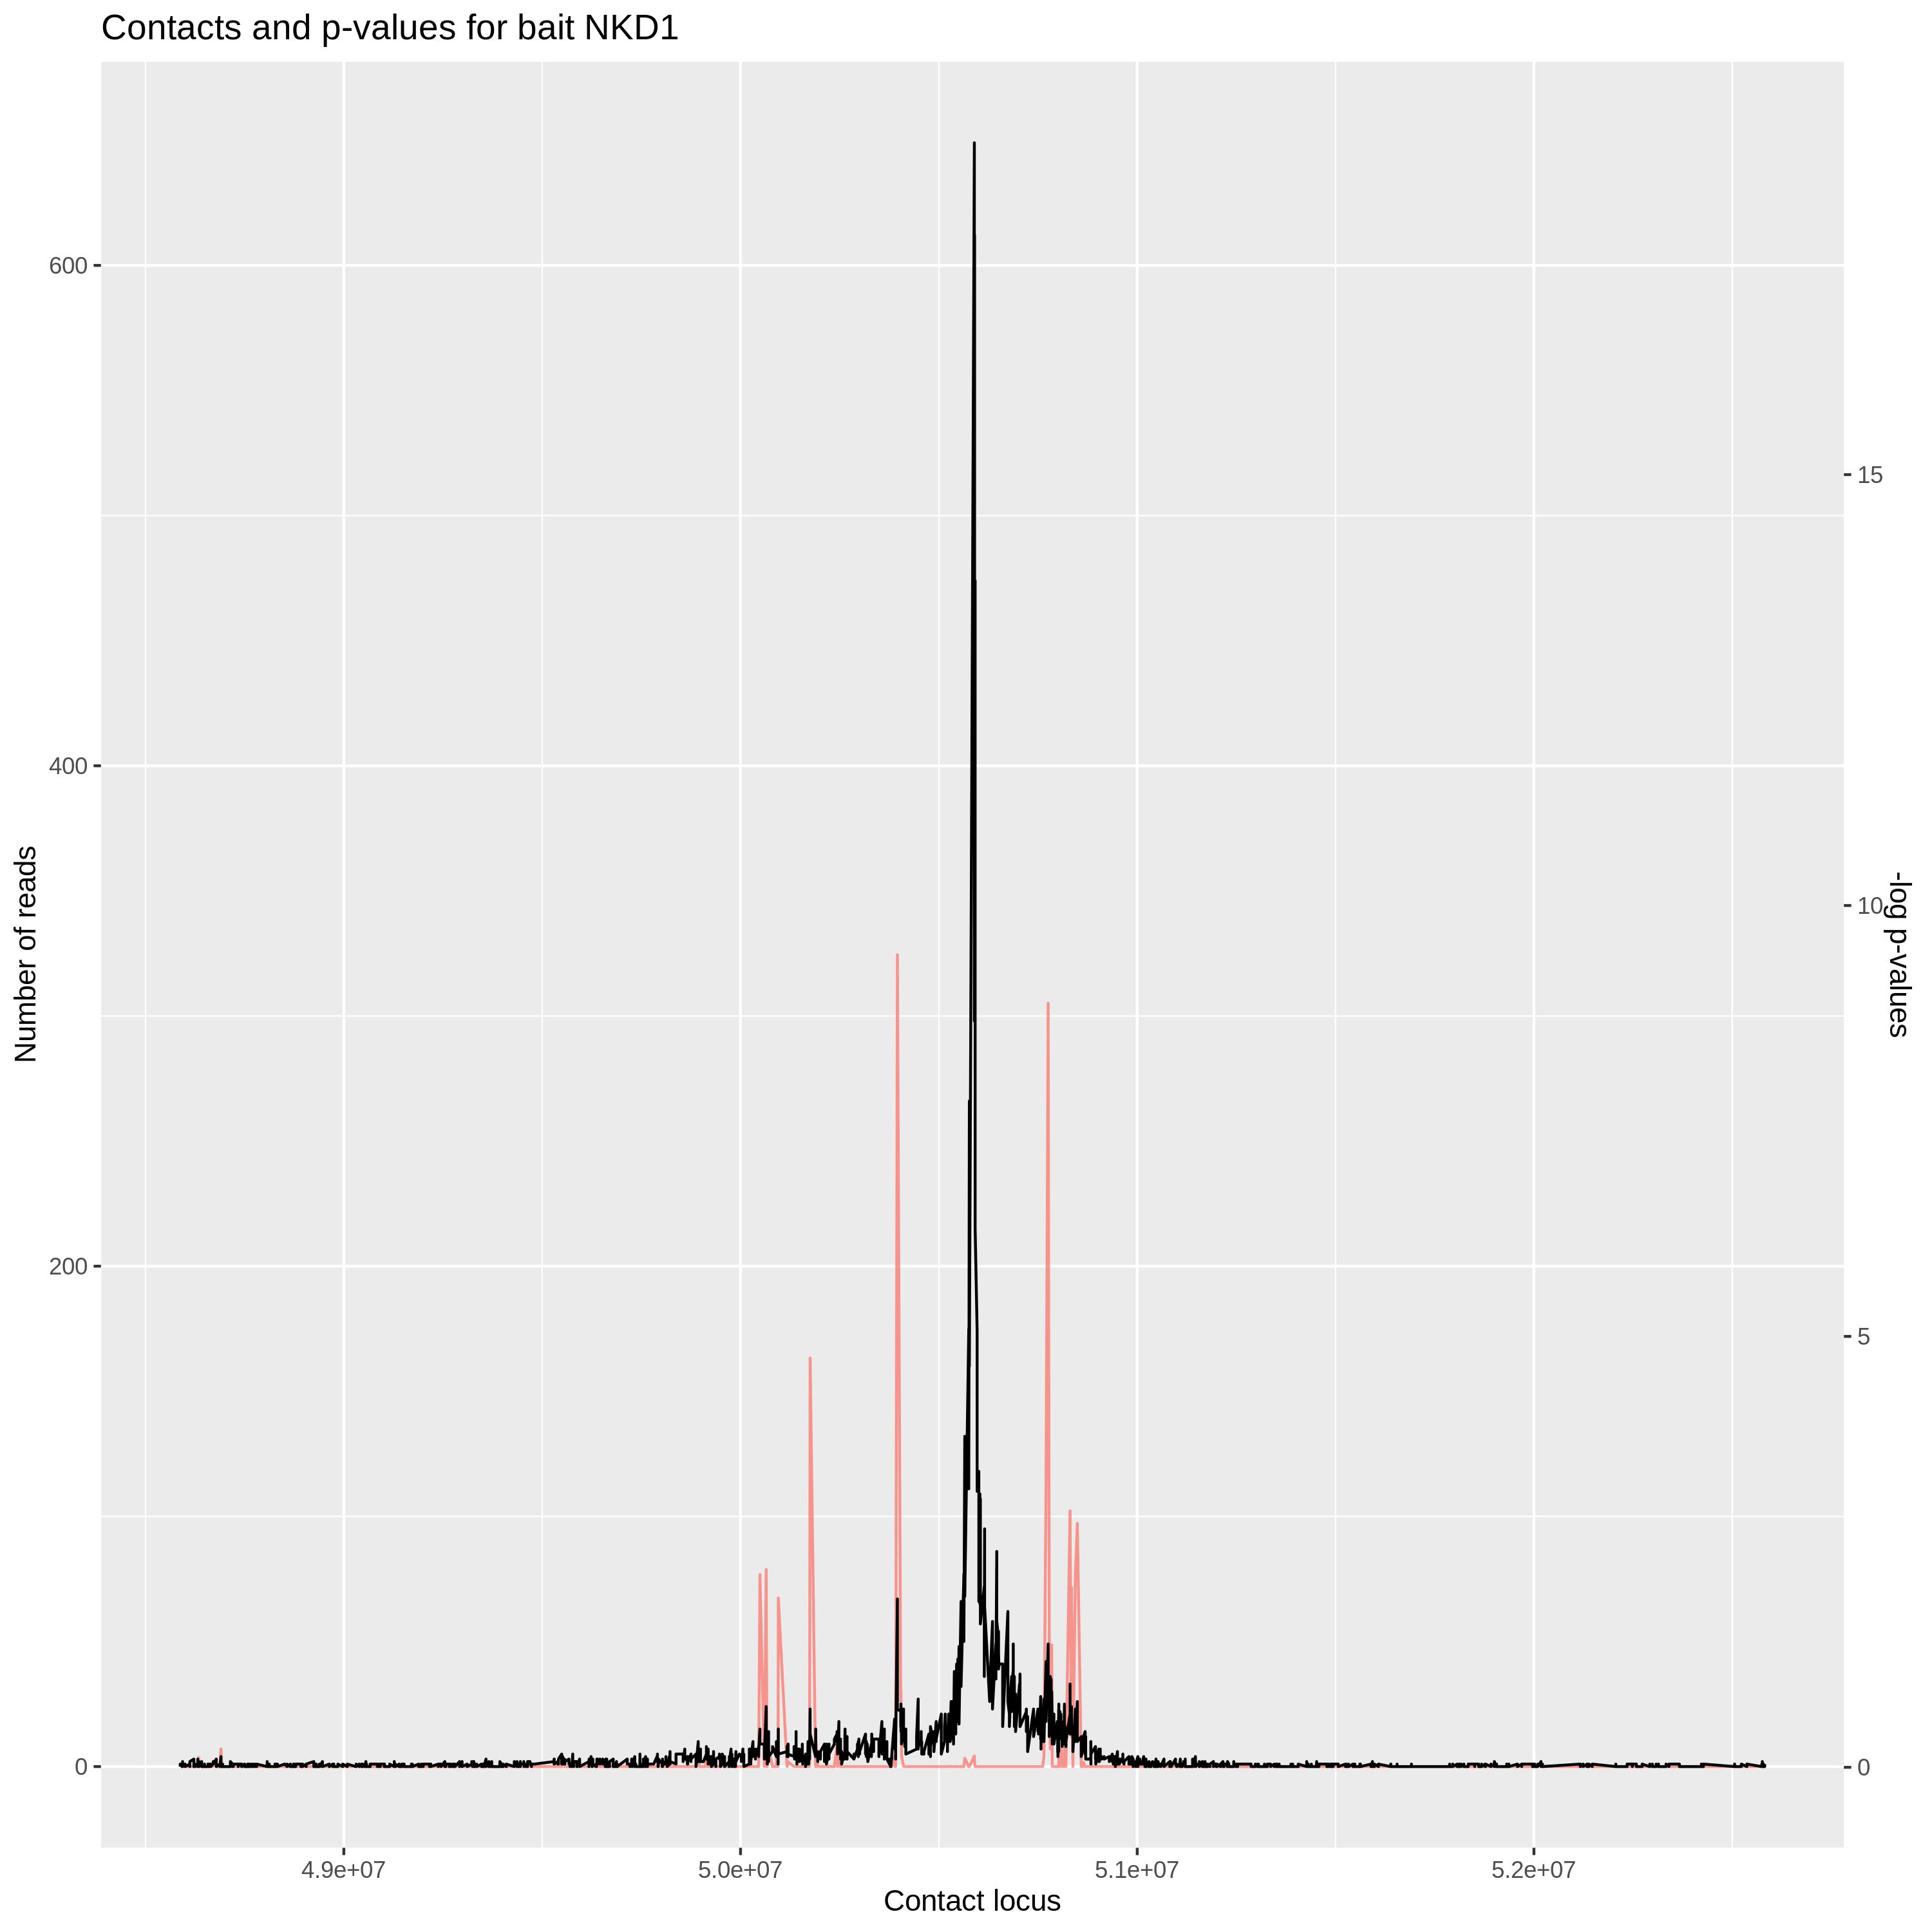 Contacts and p-values for bait NKD1
600
400
200
0
Number of reads
15
10
5
0
-log p-values
4.9e+07
5.0e+07
5.1e+07
5.2e+07
Contact locus